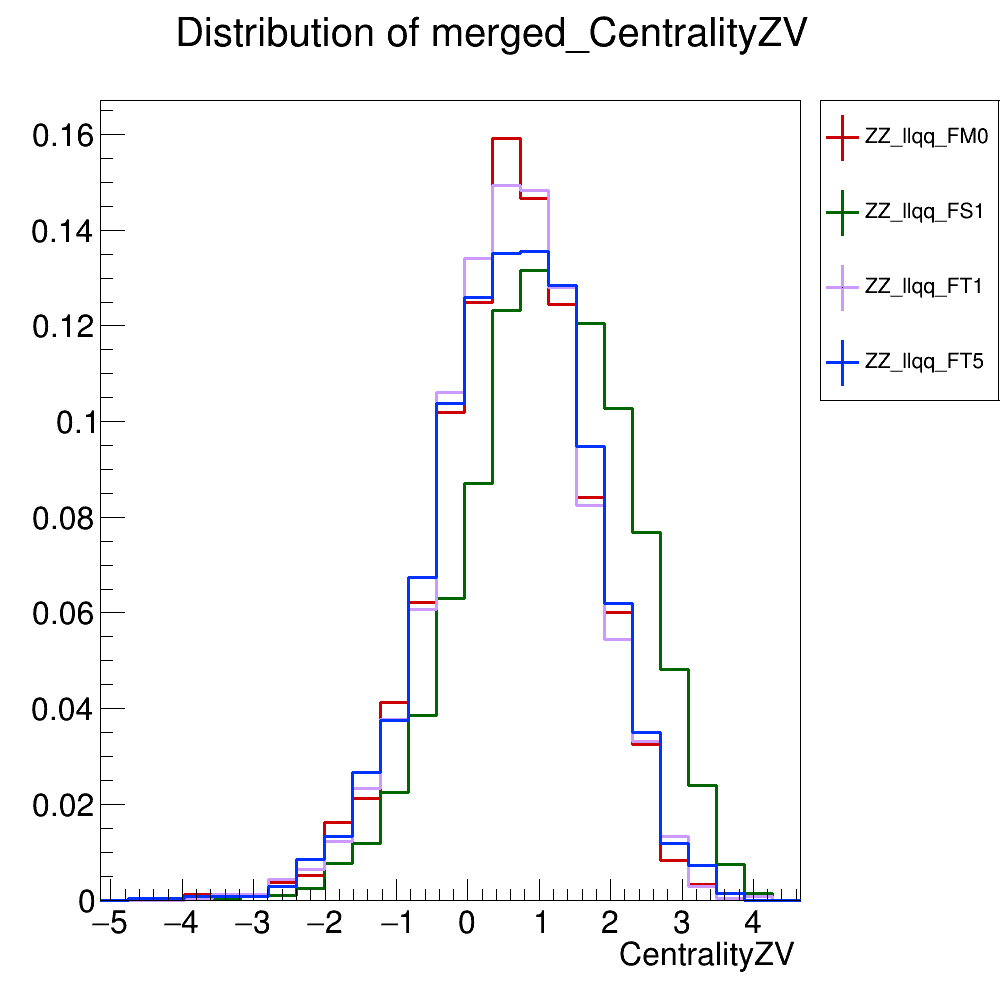 Distribution of merged_CentralityZV
0.16
0.14
0.12
0.1
0.08
0.06
0.04
0.02
0
−5 −4 −3 −2 −1 0 1 2 3 4
CentralityZV
ZZ_llqq_FM0
ZZ_llqq_FS1
ZZ_llqq_FT1
ZZ_llqq_FT5